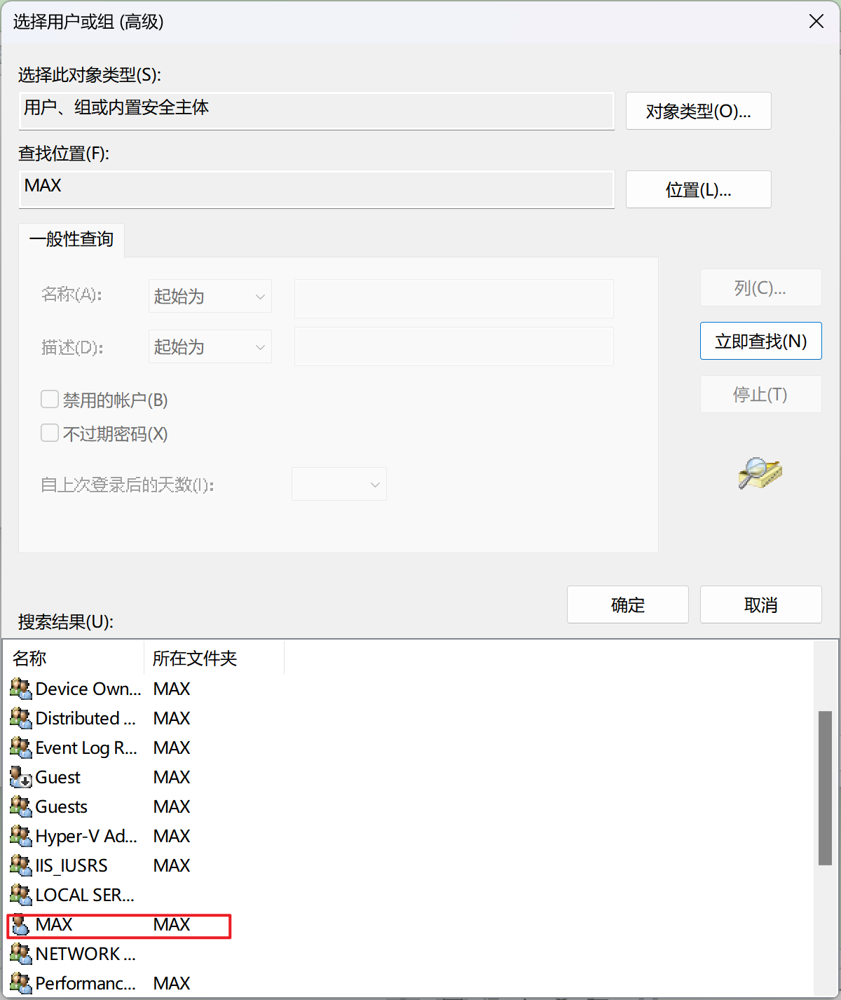 选择用户或组 (高级)
选择此对象类型(S):
用户、组或内置安全主体
对象类型(O)...
查找位置(F):
MAX
位置(L)...
一般性查询
名称(A):
起始为
列(C)...
描述(D):
起始为
立即查找(N)
禁用的帐户(B)
停止(T)
不过期密码(X)
自上次登录后的天数(I):
确定
取消
搜索结果(U):
名称 所在文件夹
Device Own... MAX
Distributed ... MAX
Event Log R... MAX
Guest MAX
Guests MAX
Hyper-V Ad... MAX
IIS_IUSRS MAX
LOCAL SER...
MAX MAX
NETWORK ...
Performanc... MAX